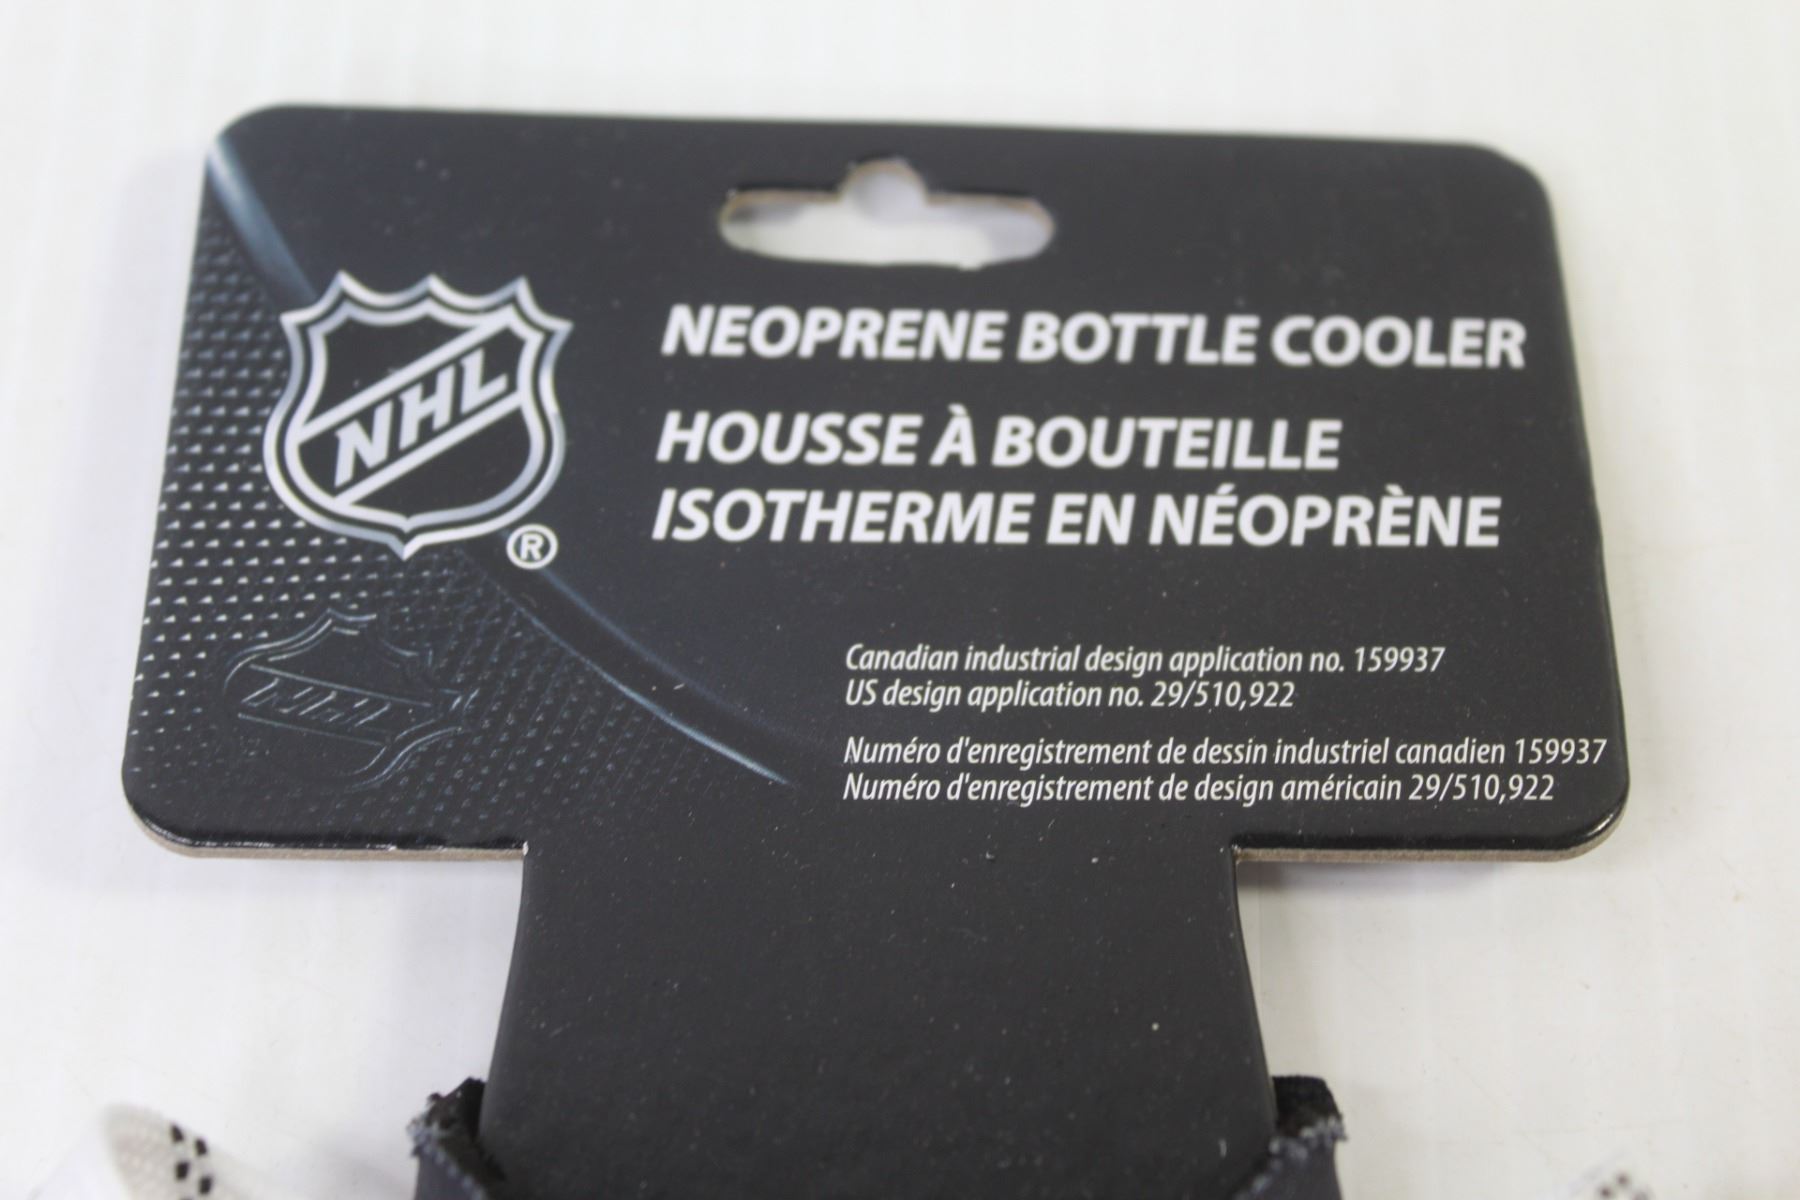 NHL
®
NEOPRENE BOTTLE COOLER
HOUSSE À BOUTEILLE
ISOTHERME EN NÉOPRÈNE
Canadian industrial design application no. 159937
US design application no. 29/510,922
Numéro d'enregistrement de dessin industriel canadien 159937
Numéro d'enregistrement de design américain 29/510,922
NHL